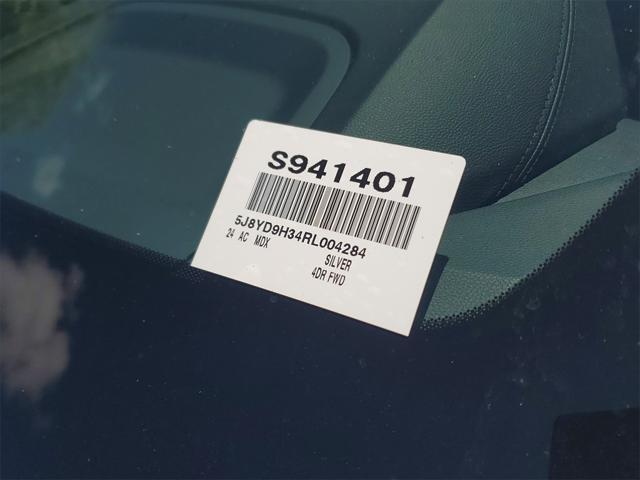 S941401
5J8YD9H34RL004284
24 AC MDX
SILVER
4DR FWD